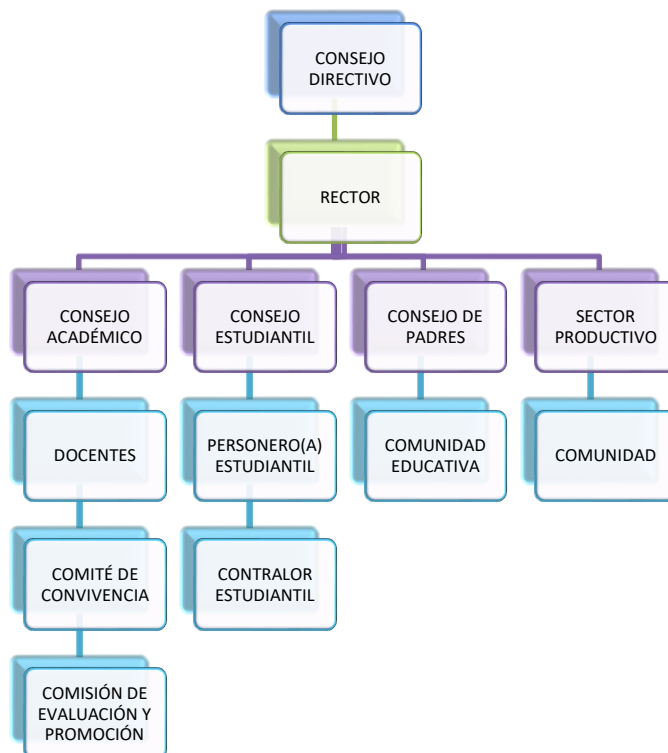 CONSEJO
DIRECTIVO
RECTOR
CONSEJO
ACADÉMICO
CONSEJO
ESTUDIANTIL
CONSEJO DE
PADRES
SECTOR
PRODUCTIVO
DOCENTES
PERSONERO(A)
ESTUDIANTIL
COMUNIDAD
EDUCATIVA
COMUNIDAD
COMITÉ DE
CONVIVENCIA
CONTRALOR
ESTUDIANTIL
COMISIÓN DE
EVALUACIÓN Y
PROMOCIÓN